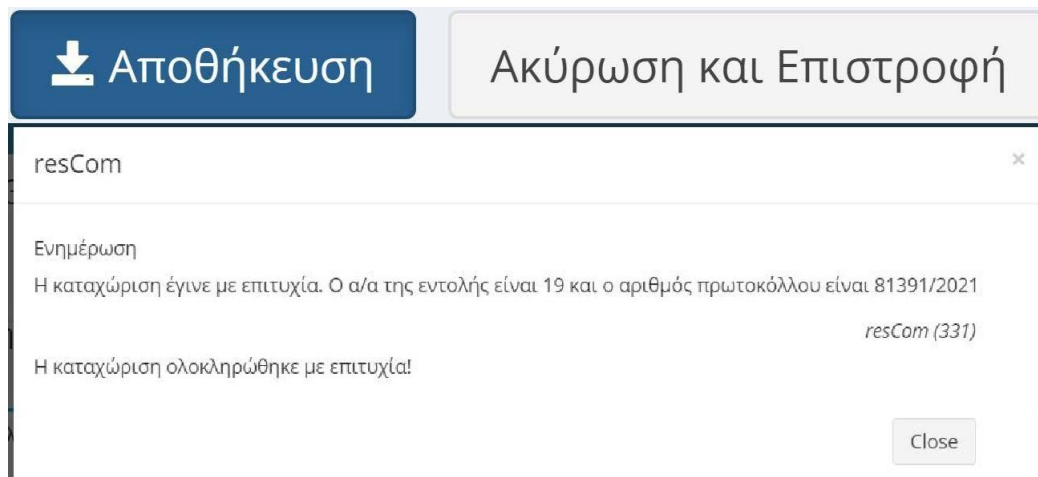 Αποθήκευση
Ακύρωση και Επιστροφή
resCom
×
Ενημέρωση
Η καταχώριση έγινε με επιτυχία. Ο α/α της εντολής είναι 19 και ο αριθμός πρωτοκόλλου είναι 81391/2021
resCom (331)
Η καταχώριση ολοκληρώθηκε με επιτυχία!
Close